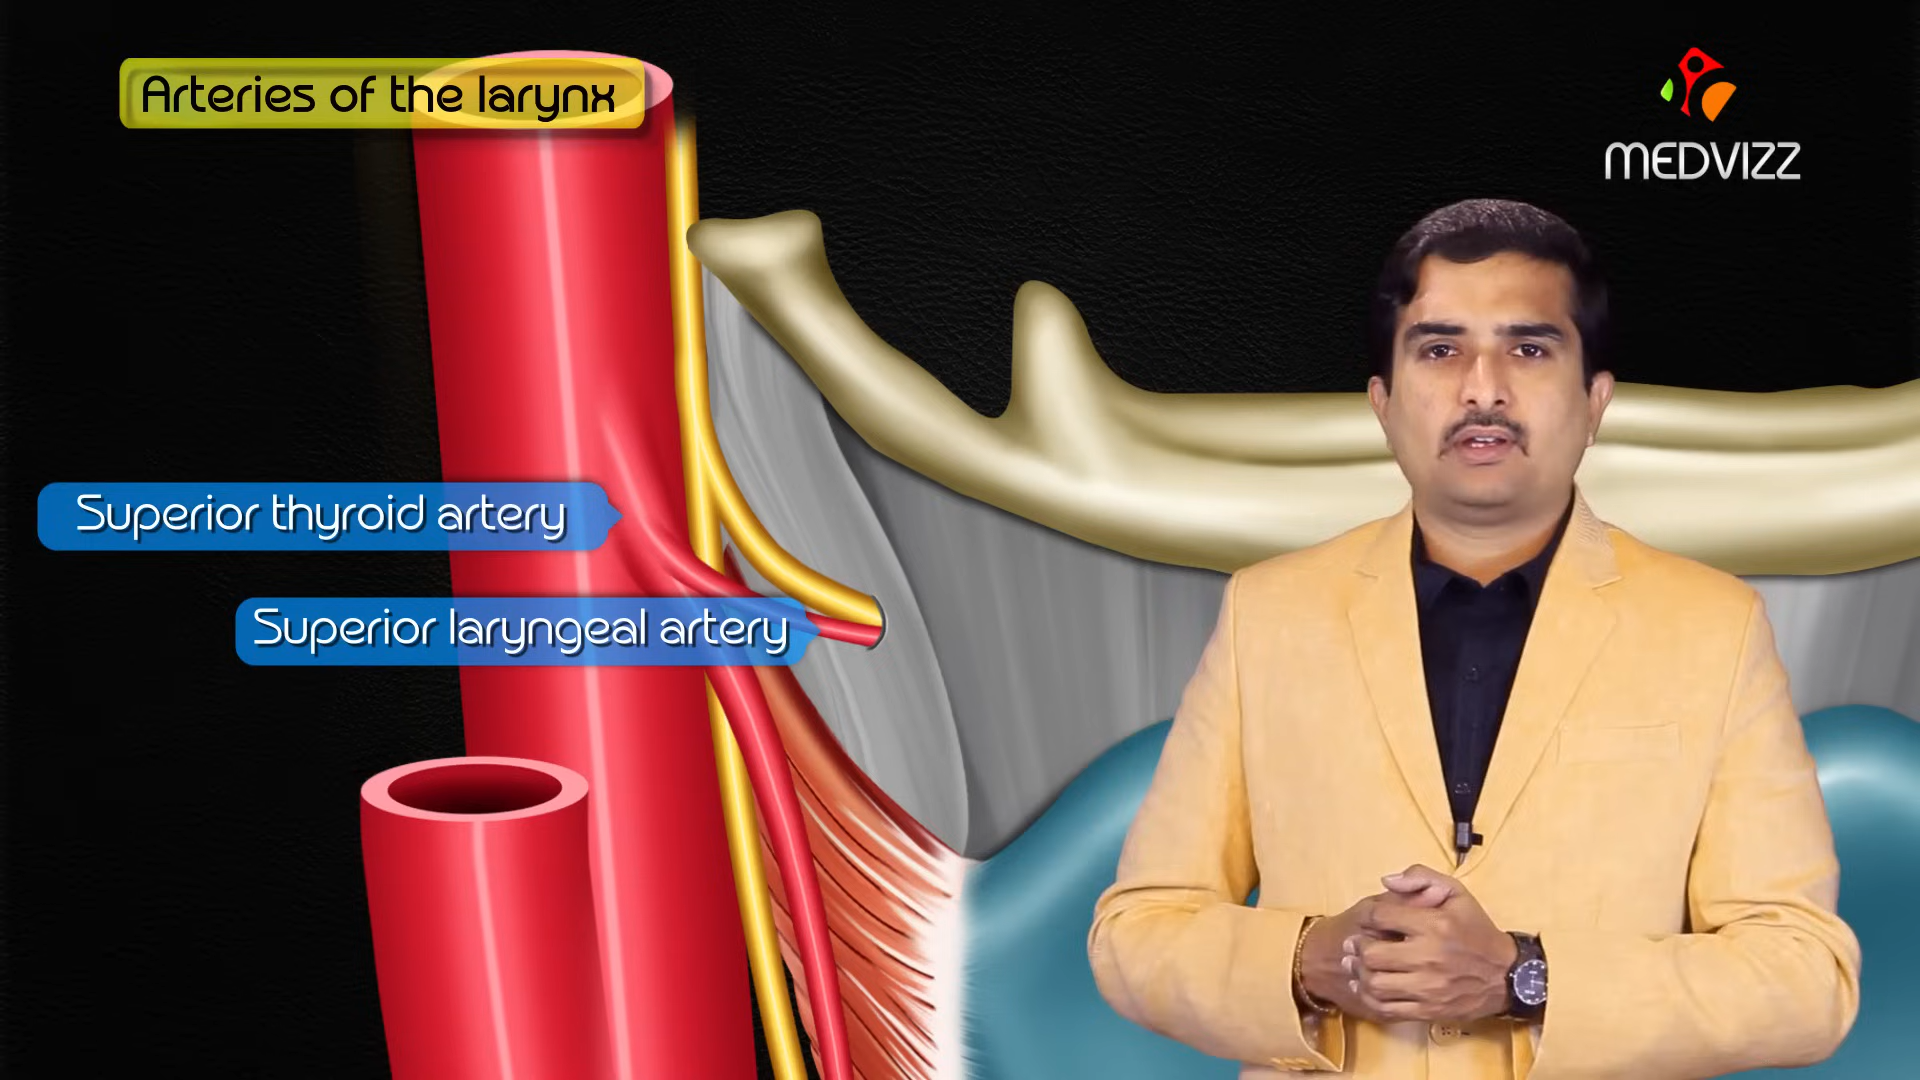 Arteries of the larynx
MEDVIZZ
Superior thyroid artery
Superior laryngeal artery